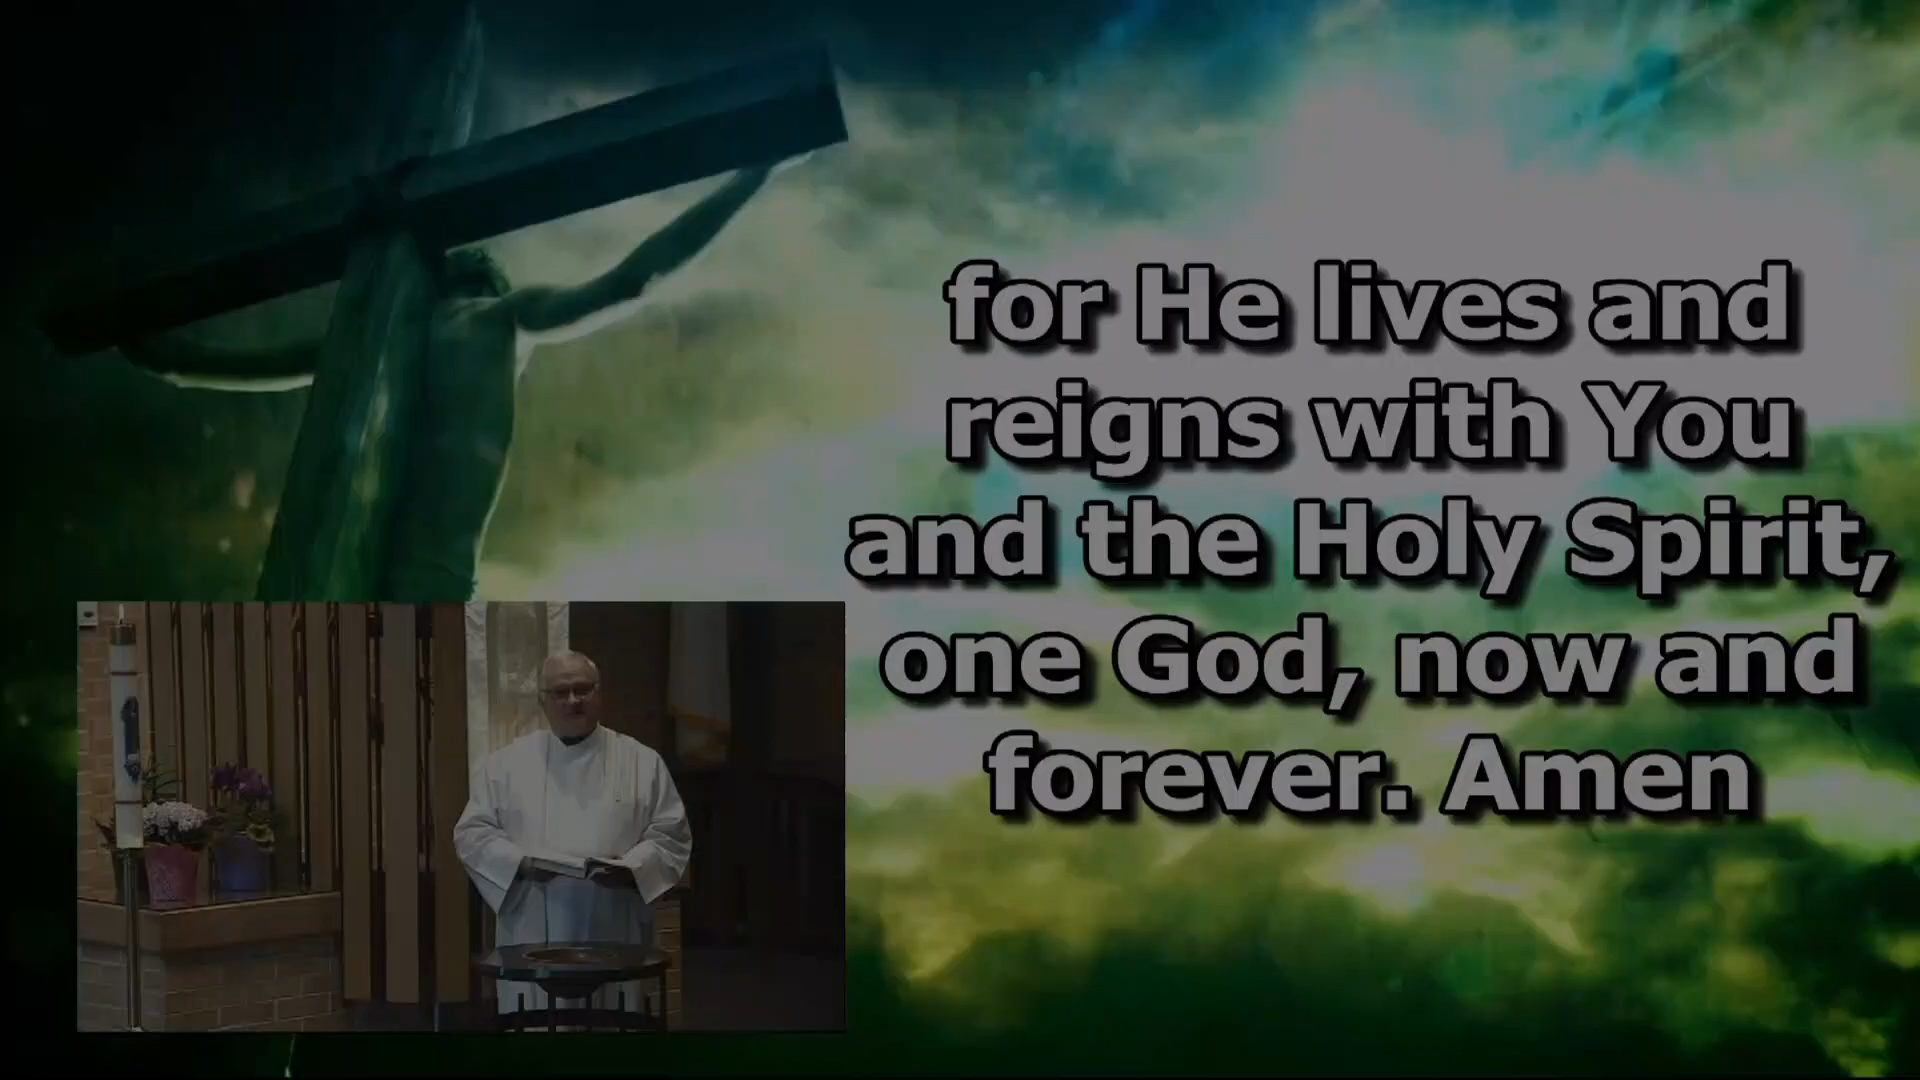 for He lives and
reigns with You
and the Holy Spirit,
one God, now and
forever. Amen